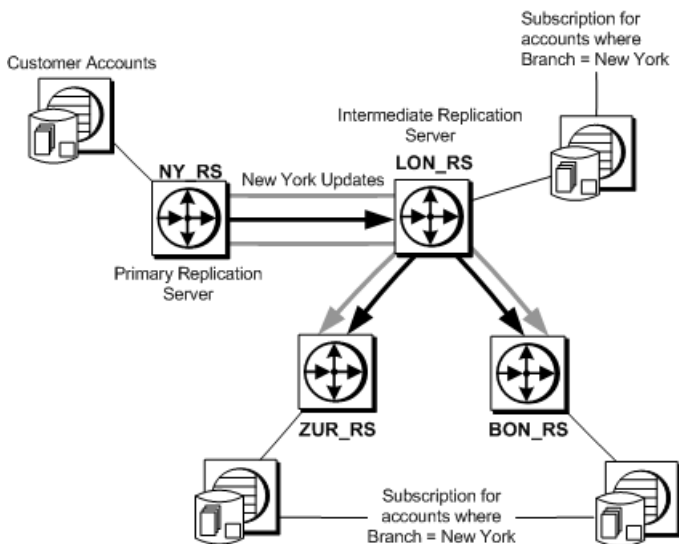 Subscription for
accounts where
Branch = New York
Customer Accounts
Intermediate Replication
Server
LON_RS
NY_RS
New York Updates
Primary Replication
Server
ZUR_RS
BON_RS
Subscription for
accounts where
Branch = New York